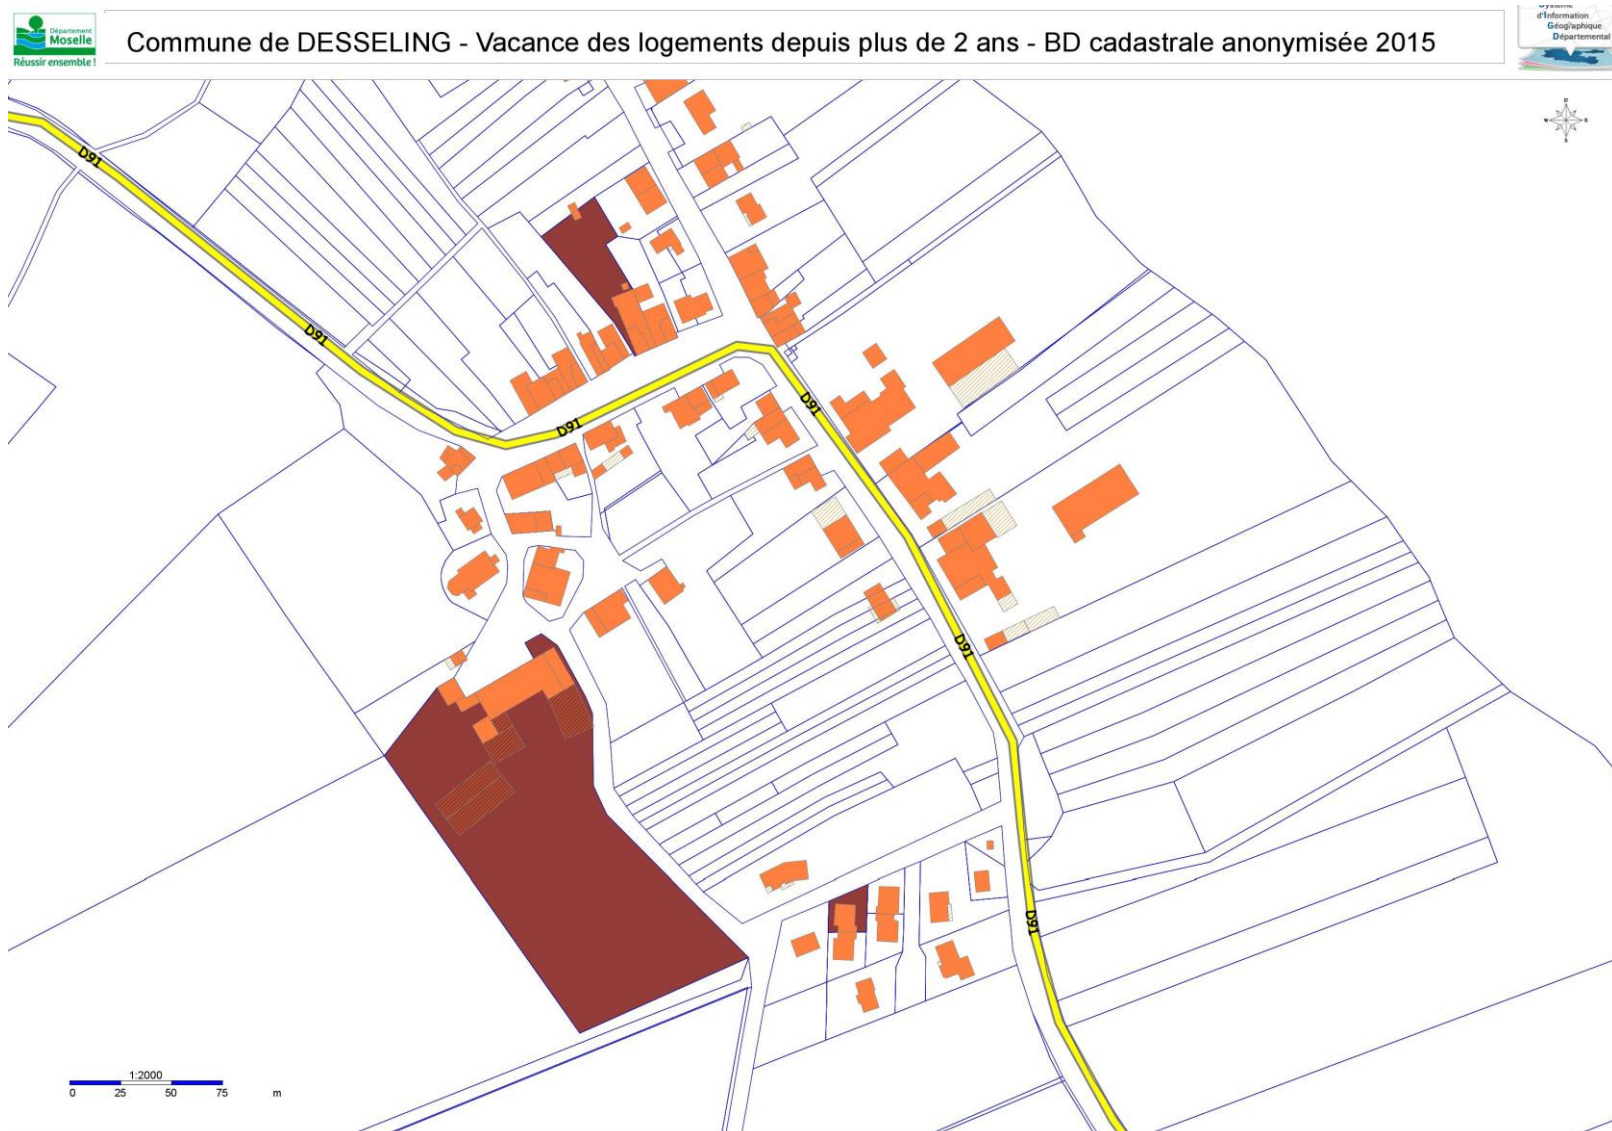 Département
Moselle
Réussir ensemble !
Commune de DESSELING - Vacance des logements depuis plus de 2 ans - BD cadastrale anonymisée 2015
Système
d'Information
Géographique
Départemental
N
W E
S
D91
D91
D91
D91
D91
D91
1:2000
0 25 50 75 m